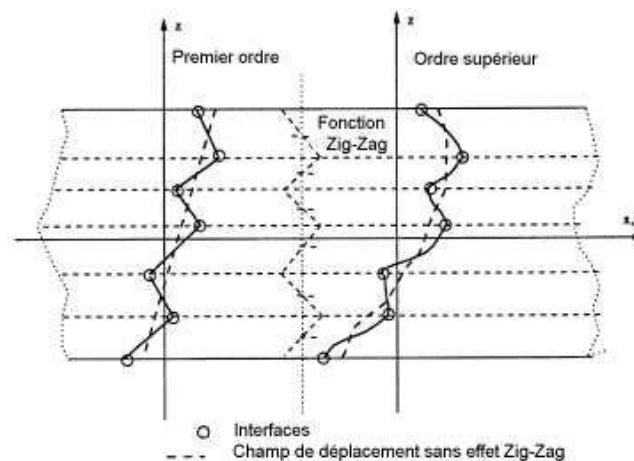 z
z
Premier ordre
Ordre supérieur
Fonction
Zig-Zag
x
Interfaces
Champ de déplacement sans effet Zig-Zag